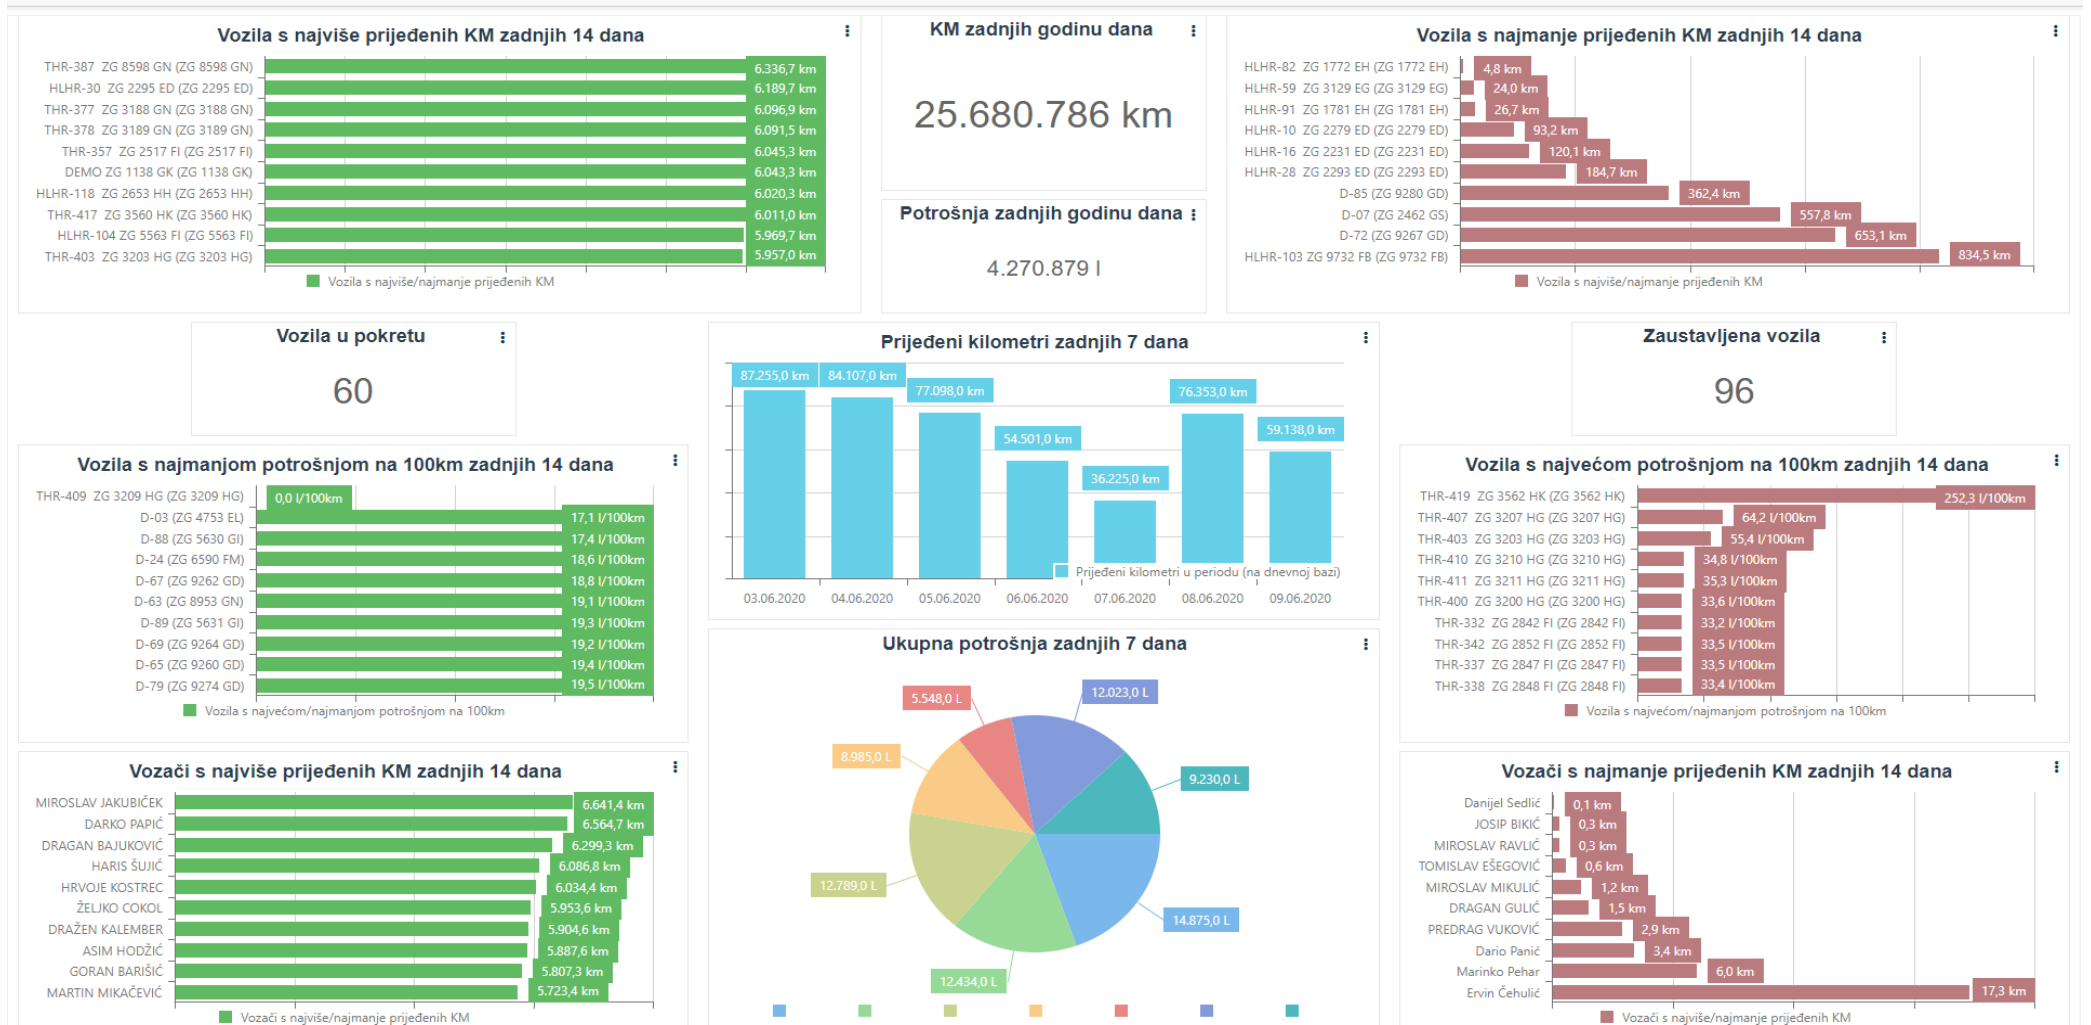 Vozila s najviše prijeđenih KM zadnjih 14 dana
THR-387 ZG 8598 GN (ZG 8598 GN) 6.336,7 km
HLHR-30 ZG 2295 ED (ZG 2295 ED) 6.189,7 km
THR-377 ZG 3188 GN (ZG 3188 GN) 6.096,9 km
THR-378 ZG 3189 GN (ZG 3189 GN) 6.091,5 km
THR-357 ZG 2517 FI (ZG 2517 FI) 6.045,3 km
DEMO ZG 1138 GK (ZG 1138 GK) 6.043,3 km
HLHR-118 ZG 2653 HH (ZG 2653 HH) 6.020,3 km
THR-417 ZG 3560 HK (ZG 3560 HK) 6.011,0 km
HLHR-104 ZG 5563 FI (ZG 5563 FI) 5.969,7 km
THR-403 ZG 3203 HG (ZG 3203 HG) 5.957,0 km
Vozila s najviše/najmanje prijeđenih KM
KM zadnjih godinu dana
25.680.786 km
Potrošnja zadnjih godinu dana
4.270.879 l
Vozila s najmanje prijeđenih KM zadnjih 14 dana
HLHR-82 ZG 1772 EH (ZG 1772 EH) 4,8 km
HLHR-59 ZG 3129 EG (ZG 3129 EG) 24,0 km
HLHR-91 ZG 1781 EH (ZG 1781 EH) 26,7 km
HLHR-10 ZG 2279 ED (ZG 2279 ED) 93,2 km
HLHR-16 ZG 2231 ED (ZG 2231 ED) 120,1 km
HLHR-28 ZG 2293 ED (ZG 2293 ED) 184,7 km
D-85 (ZG 9280 GD) 362,4 km
D-07 (ZG 2462 GS) 557,8 km
D-72 (ZG 9267 GD) 653,1 km
HLHR-103 ZG 9732 FB (ZG 9732 FB) 834,5 km
Vozila s najviše/najmanje prijeđenih KM
Vozila u pokretu
60
Prijeđeni kilometri zadnjih 7 dana
87.255,0 km
84.107,0 km
77.098,0 km
54.501,0 km
36.225,0 km
76.353,0 km
59.138,0 km
Prijeđeni kilometri u periodu (na dnevnoj bazi)
03.06.2020 04.06.2020 05.06.2020 06.06.2020 07.06.2020 08.06.2020 09.06.2020
Zaustavljena vozila
96
Vozila s najmanjom potrošnjom na 100km zadnjih 14 dana
THR-409 ZG 3209 HG (ZG 3209 HG) 0,0 l/100km
D-03 (ZG 4753 EL) 17,1 l/100km
D-88 (ZG 5630 GI) 17,4 l/100km
D-24 (ZG 6590 FM) 18,6 l/100km
D-67 (ZG 9262 GD) 18,8 l/100km
D-63 (ZG 8953 GN) 19,1 l/100km
D-89 (ZG 5631 GI) 19,3 l/100km
D-69 (ZG 9264 GD) 19,2 l/100km
D-65 (ZG 9260 GD) 19,4 l/100km
D-79 (ZG 9274 GD) 19,5 l/100km
Vozila s najvećom/najmanjom potrošnjom na 100km
Vozila s najvećom potrošnjom na 100km zadnjih 14 dana
THR-419 ZG 3562 HK (ZG 3562 HK) 252,3 l/100km
THR-407 ZG 3207 HG (ZG 3207 HG) 64,2 l/100km
THR-403 ZG 3203 HG (ZG 3203 HG) 55,4 l/100km
THR-410 ZG 3210 HG (ZG 3210 HG) 34,8 l/100km
THR-411 ZG 3211 HG (ZG 3211 HG) 35,3 l/100km
THR-400 ZG 3200 HG (ZG 3200 HG) 33,6 l/100km
THR-332 ZG 2842 FI (ZG 2842 FI) 33,2 l/100km
THR-342 ZG 2852 FI (ZG 2852 FI) 33,5 l/100km
THR-337 ZG 2847 FI (ZG 2847 FI) 33,5 l/100km
THR-338 ZG 2848 FI (ZG 2848 FI) 33,4 l/100km
Vozila s najvećom/najmanjom potrošnjom na 100km
Ukupna potrošnja zadnjih 7 dana
12.023,0 L
5.548,0 L
8.985,0 L
9.230,0 L
12.789,0 L
14.875,0 L
12.434,0 L
Vozači s najviše prijeđenih KM zadnjih 14 dana
MIROSLAV JAKUBIČEK 6.641,4 km
DARKO PAPIĆ 6.564,7 km
DRAGAN BAJUKOVIĆ 6.299,3 km
HARIS ŠUJIĆ 6.086,8 km
HRVOJE KOSTREC 6.034,4 km
ŽELJKO COKOL 5.953,6 km
DRAŽEN KALEMBER 5.904,6 km
ASIM HODŽIĆ 5.887,6 km
GORAN BARIŠIĆ 5.807,3 km
MARTIN MIKAČEVIĆ 5.723,4 km
Vozači s najviše/najmanje prijeđenih KM
Vozači s najmanje prijeđenih KM zadnjih 14 dana
Danijel Sedlić 0,1 km
JOSIP BIKIĆ 0,3 km
MIROSLAV RAVLIĆ 0,3 km
TOMISLAV EŠEGOVIĆ 0,6 km
MIROSLAV MIKULIĆ 1,2 km
DRAGAN GULIĆ 1,5 km
PREDRAG VUKOVIĆ 2,9 km
Dario Panić 3,4 km
Marinko Pehar 6,0 km
Ervin Čehulić 17,3 km
Vozači s najviše/najmanje prijeđenih KM